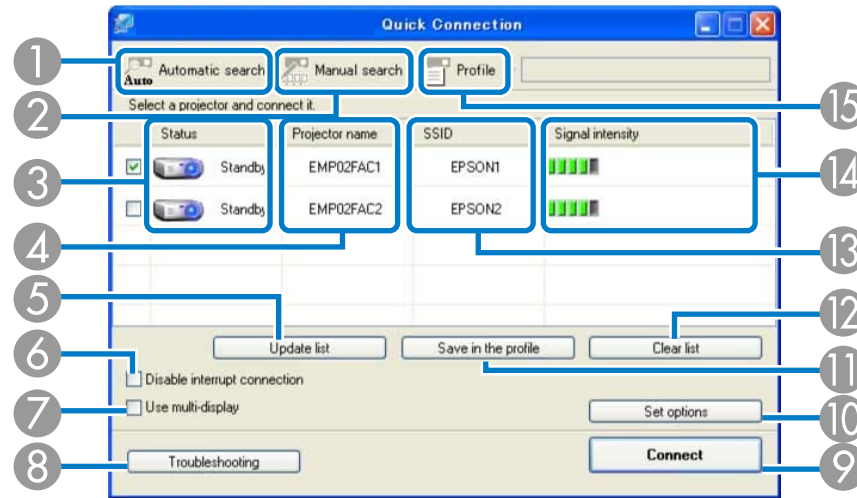 Quick Connection
1 Auto Automatic search Manual search Profile
2 Select a projector and connect it. 15
Status Projector name SSID Signal intensity
3 Standby EMP02FAC1 EPSON1 14
Standby EMP02FAC2 EPSON2
4 13
5 12
Update list Save in the profile Clear list
6 Disable interrupt connection 11
7 Use multi-display Set options 10
8 Troubleshooting Connect 9